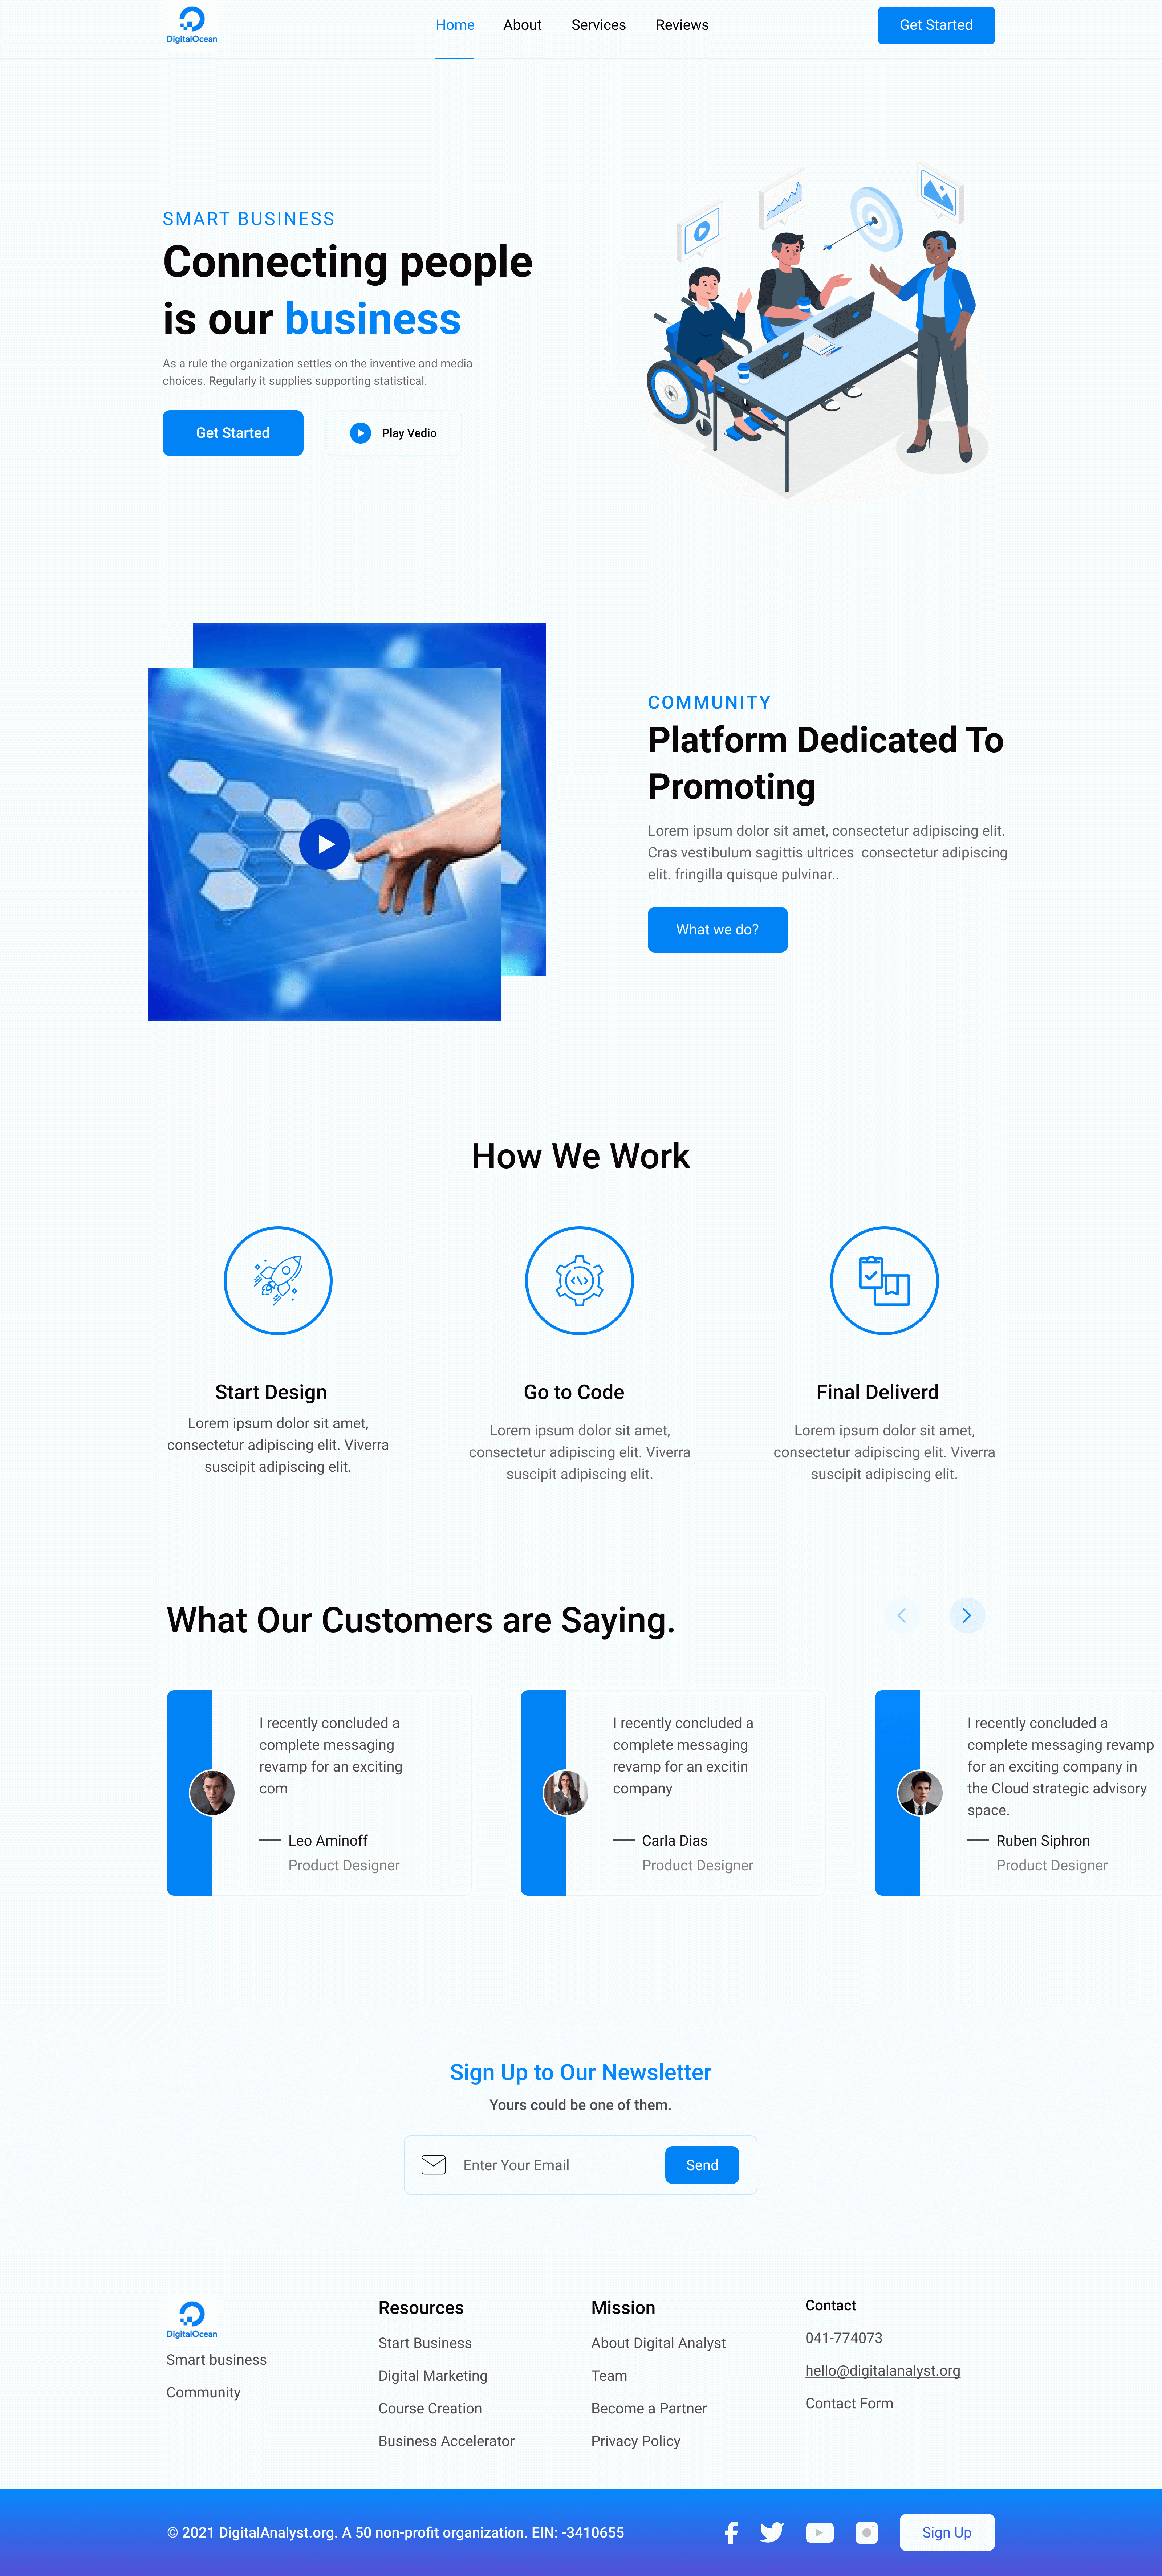 DigitalOcean
Home About Services Reviews
Get Started
SMART BUSINESS
Connecting people
is our business
As a rule the organization settles on the inventive and media
choices. Regularly it supplies supporting statistical.
Get Started
Play Vedio
COMMUNITY
Platform Dedicated To
Promoting
Lorem ipsum dolor sit amet, consectetur adipiscing elit.
Cras vestibulum sagittis ultrices  consectetur adipiscing
elit. fringilla quisque pulvinar..
What we do?
How We Work
Start Design
Lorem ipsum dolor sit amet,
consectetur adipiscing elit. Viverra
suscipit adipiscing elit.
Go to Code
Lorem ipsum dolor sit amet,
consectetur adipiscing elit. Viverra
suscipit adipiscing elit.
Final Deliverd
Lorem ipsum dolor sit amet,
consectetur adipiscing elit. Viverra
suscipit adipiscing elit.
What Our Customers are Saying.
I recently concluded a
complete messaging
revamp for an exciting
com
Leo Aminoff
Product Designer
I recently concluded a
complete messaging
revamp for an excitin
company
Carla Dias
Product Designer
I recently concluded a
complete messaging revamp
for an exciting company in
the Cloud strategic advisory
space.
Ruben Siphron
Product Designer
Sign Up to Our Newsletter
Yours could be one of them.
Enter Your Email
Send
DigitalOcean
Smart business
Community
Resources
Start Business
Digital Marketing
Course Creation
Business Accelerator
Mission
About Digital Analyst
Team
Become a Partner
Privacy Policy
Contact
041-774073
hello@digitalanalyst.org
Contact Form
© 2021 DigitalAnalyst.org. A 50 non-profit organization. EIN: -3410655
Sign Up